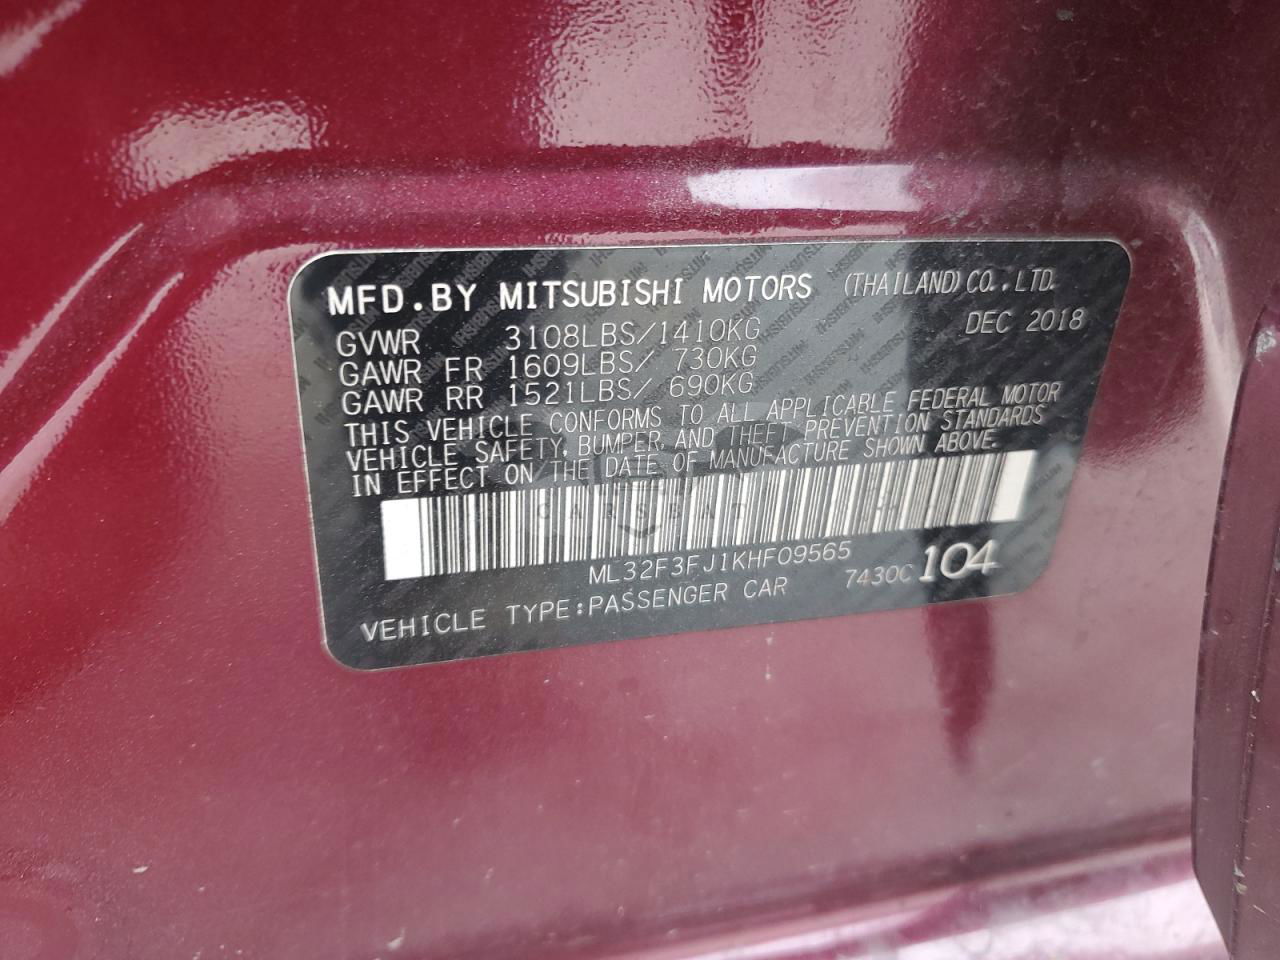 MFD.BY MITSUBISHI MOTORS (THAILAND)CO.,LTD.
DEC 2018
GVWR 3108LBS/1410KG
GAWR FR 1609LBS/ 730KG
GAWR RR 1521LBS/ 690KG
THIS VEHICLE CONFORMS TO ALL APPLICABLE FEDERAL MOTOR
VEHICLE SAFETY, BUMPER, AND THEFT PREVENTION STANDARDS
IN EFFECT ON THE DATE OF MANUFACTURE SHOWN ABOVE.
CARSBAO
ML32F3FJ1KHF09565
7430C 104
VEHICLE TYPE:PASSENGER CAR